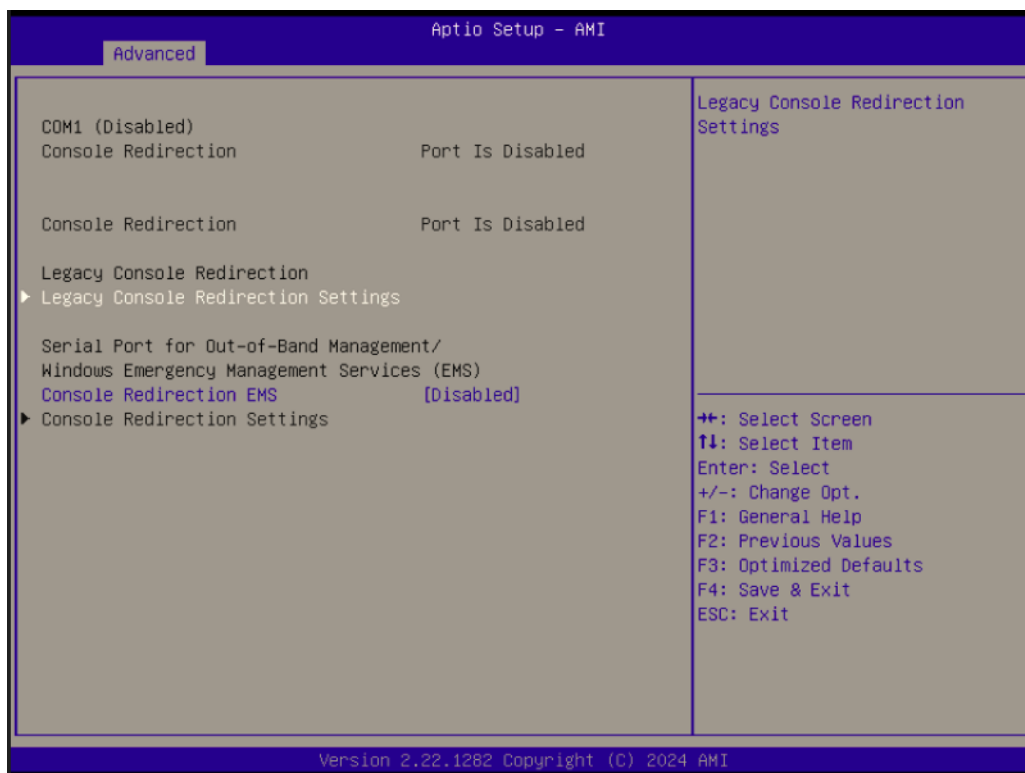 Aptio Setup – AMI
Advanced
COM1 (Disabled)
Console Redirection Port Is Disabled
Console Redirection Port Is Disabled
Legacy Console Redirection
Legacy Console Redirection Settings
Serial Port for Out-of-Band Management/
Windows Emergency Management Services (EMS)
Console Redirection EMS [Disabled]
Console Redirection Settings
Legacy Console Redirection
Settings
→←: Select Screen
↑↓: Select Item
Enter: Select
+/-: Change Opt.
F1: General Help
F2: Previous Values
F3: Optimized Defaults
F4: Save & Exit
ESC: Exit
Version 2.22.1282 Copyright (C) 2024 AMI